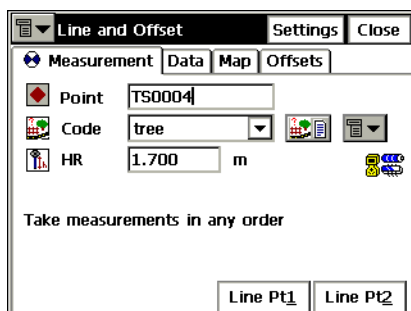 Line and Offset Settings Close
Measurement Data Map Offsets
Point TS0004
Code tree
HR 1.700 m
Take measurements in any order
Line Pt1 Line Pt2